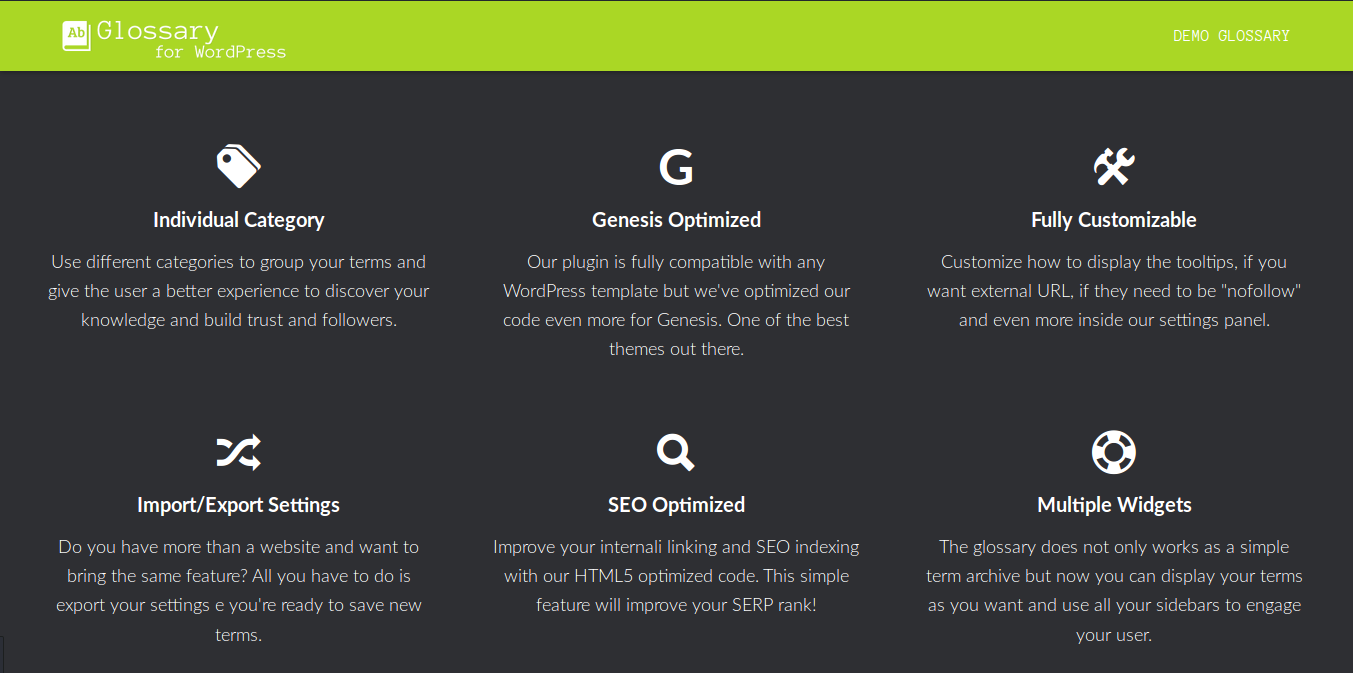 Ab Glossary
for WordPress
DEMO GLOSSARY
Individual Category
Use different categories to group your terms and
give the user a better experience to discover your
knowledge and build trust and followers.
G
Genesis Optimized
Our plugin is fully compatible with any
WordPress template but we've optimized our
code even more for Genesis. One of the best
themes out there.
Fully Customizable
Customize how to display the tooltips, if you
want external URL, if they need to be "nofollow"
and even more inside our settings panel.
Import/Export Settings
Do you have more than a website and want to
bring the same feature? All you have to do is
export your settings e you're ready to save new
terms.
SEO Optimized
Improve your internali linking and SEO indexing
with our HTML5 optimized code. This simple
feature will improve your SERP rank!
Multiple Widgets
The glossary does not only works as a simple
term archive but now you can display your terms
as you want and use all your sidebars to engage
your user.